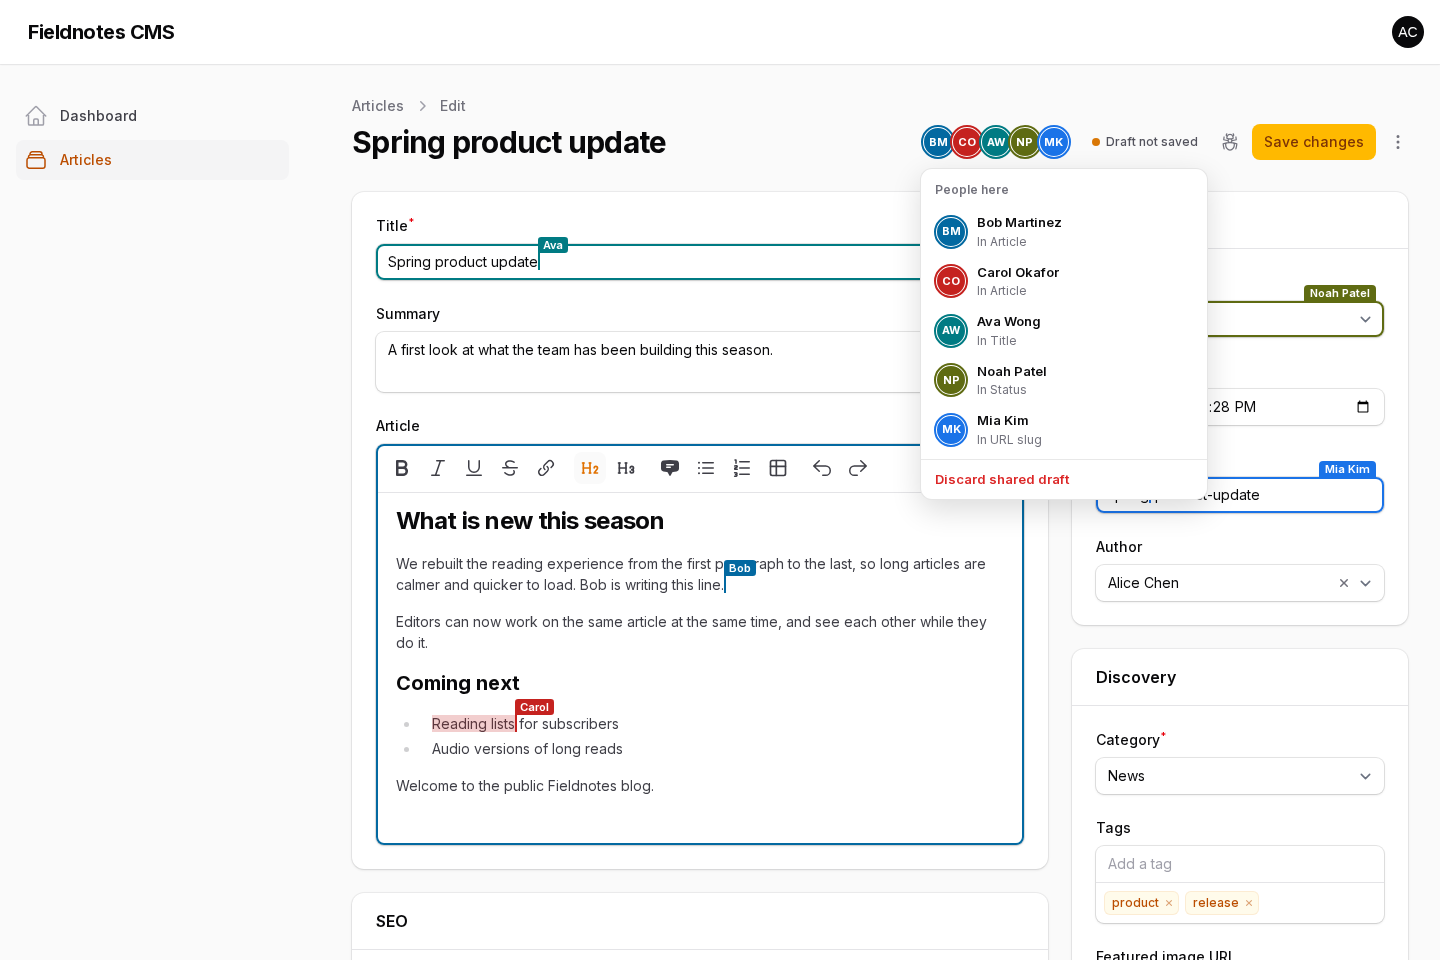 Fieldnotes CMS
AC
Dashboard
Articles
Articles > Edit
Spring product update
BM CO AW NP MK
Draft not saved
Save changes
People here
BM
Bob Martinez
In Article
CO
Carol Okafor
In Article
AW
Ava Wong
In Title
NP
Noah Patel
In Status
MK
Mia Kim
In URL slug
Discard shared draft
Title*
Ava
Spring product update
Summary
A first look at what the team has been building this season.
Article
B I U S H2 H3
What is new this season
We rebuilt the reading experience from the first p raph to the last, so long articles are
Bob
calmer and quicker to load. Bob is writing this line.
Editors can now work on the same article at the same time, and see each other while they
do it.
Coming next
Carol
Reading lists for subscribers
Audio versions of long reads
Welcome to the public Fieldnotes blog.
SEO
Noah Patel
:28 PM
Mia Kim
t-update
Author
Alice Chen
Discovery
Category*
News
Tags
Add a tag
product × release ×
Featured image URL